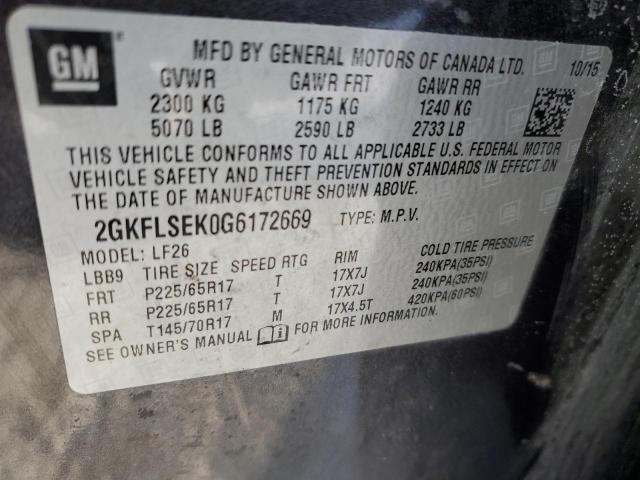 GM
MFD BY GENERAL MOTORS OF CANADA LTD. 10/15
GVWR GAWR FRT GAWR RR
2300 KG 1175 KG 1240 KG
5070 LB 2590 LB 2733 LB
THIS VEHICLE CONFORMS TO ALL APPLICABLE U.S. FEDERAL MOTOR
VEHICLE SAFETY AND THEFT PREVENTION STANDARDS IN EFFECT ON
THE DATE OF MANUFACTURE SHOWN ABOVE.
2GKFLSEK0G6172669 TYPE: M.P.V.
MODEL: LF26
LBB9 TIRE SIZE SPEED RTG RIM COLD TIRE PRESSURE
FRT P225/65R17 T 17X7J 240KPA(35PSI)
RR P225/65R17 T 17X7J 240KPA(35PSI)
SPA T145/70R17 M 17X4.5T 420KPA(60PSI)
SEE OWNER'S MANUAL FOR MORE INFORMATION.